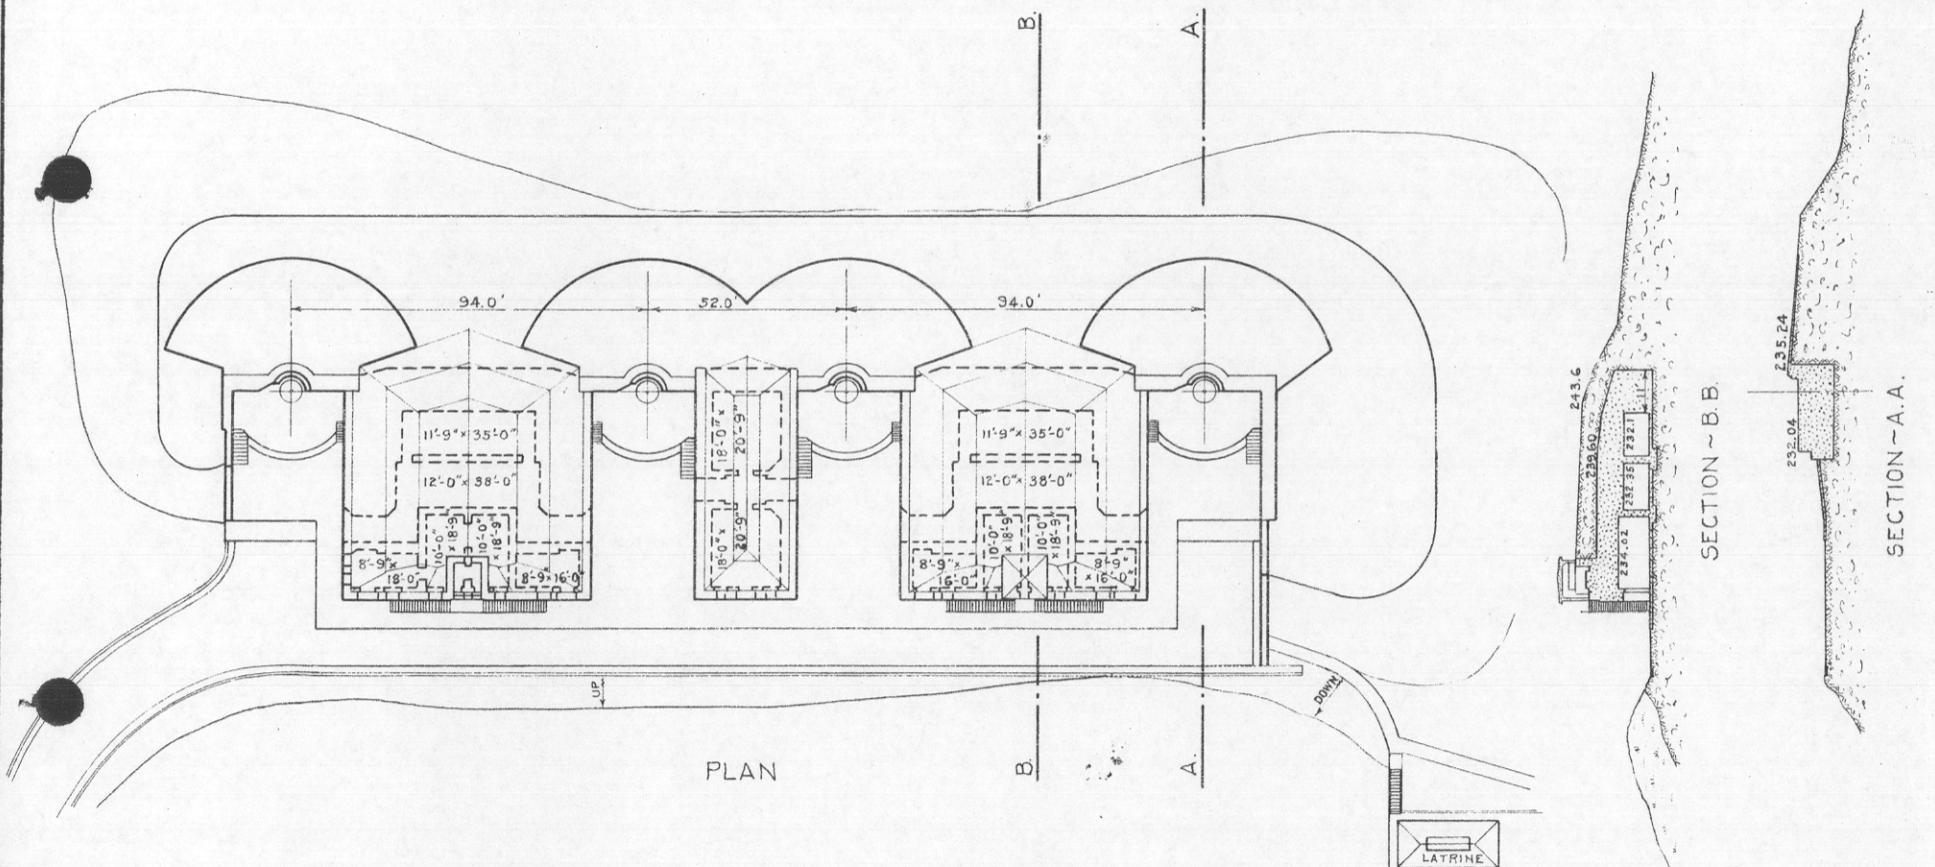 B.
A.
94.0'
52.0'
94.0'
11'-9" x 35'-0"
12'-0" x 38'-0"
10'-0"
x 18'-9
10'-0"
x 18'-9"
8'-9" x
18'-0"
8'-9 x 16'-0"
18'-0" x
20'-9"
18'-0" x
20'-9"
11'-9" x 35'-0"
12'-0" x 38'-0"
10'-0"
x 18'-9"
10'-0"
x 18'-9"
8'-9"
x
16'-0"
8'-9
x
16'-0"
UP
DOWN
PLAN
B.
A.
LATRINE
243.6
239.60
11'
232.1
232.35
234.02
SECTION ~ B.B.
235.24
232.04
SECTION ~ A.A.